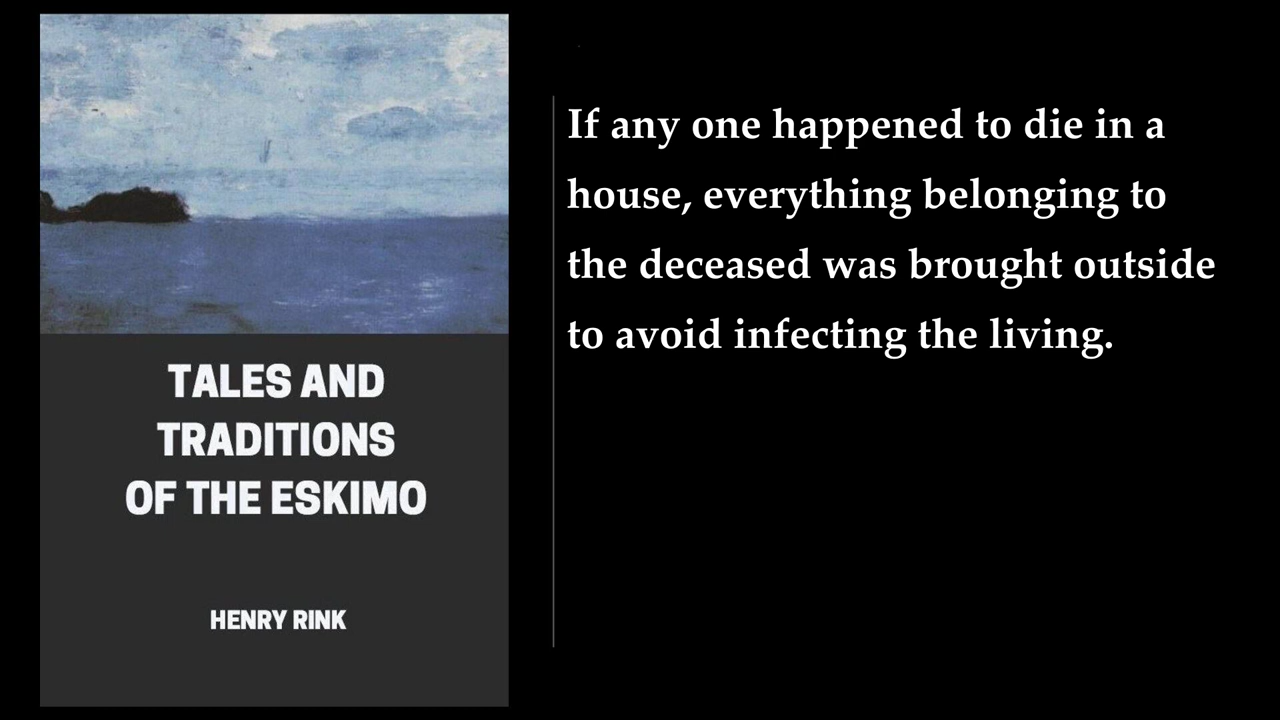 TALES AND
TRADITIONS
OF THE ESKIMO
HENRY RINK
If any one happened to die in a
house, everything belonging to
the deceased was brought outside
to avoid infecting the living.